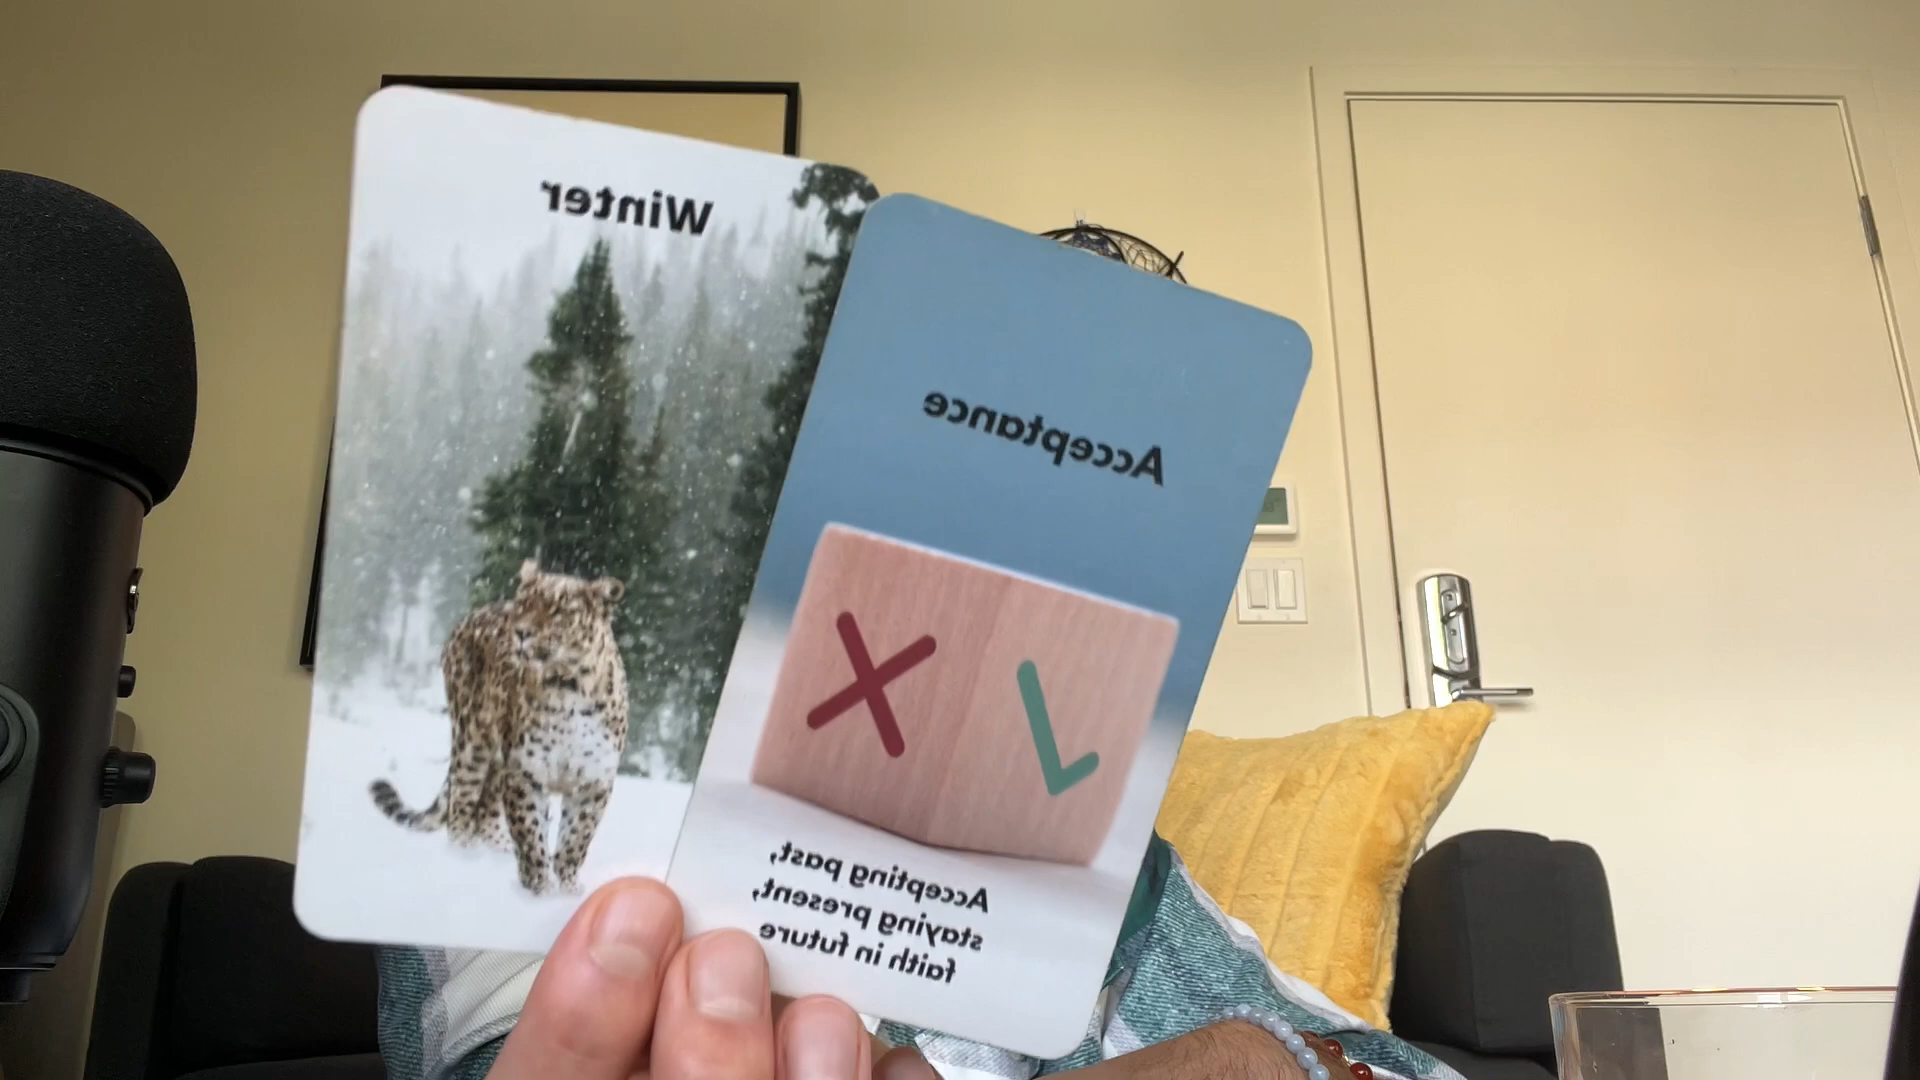 Winter
Acceptance
Accepting past,
staying present,
faith in future